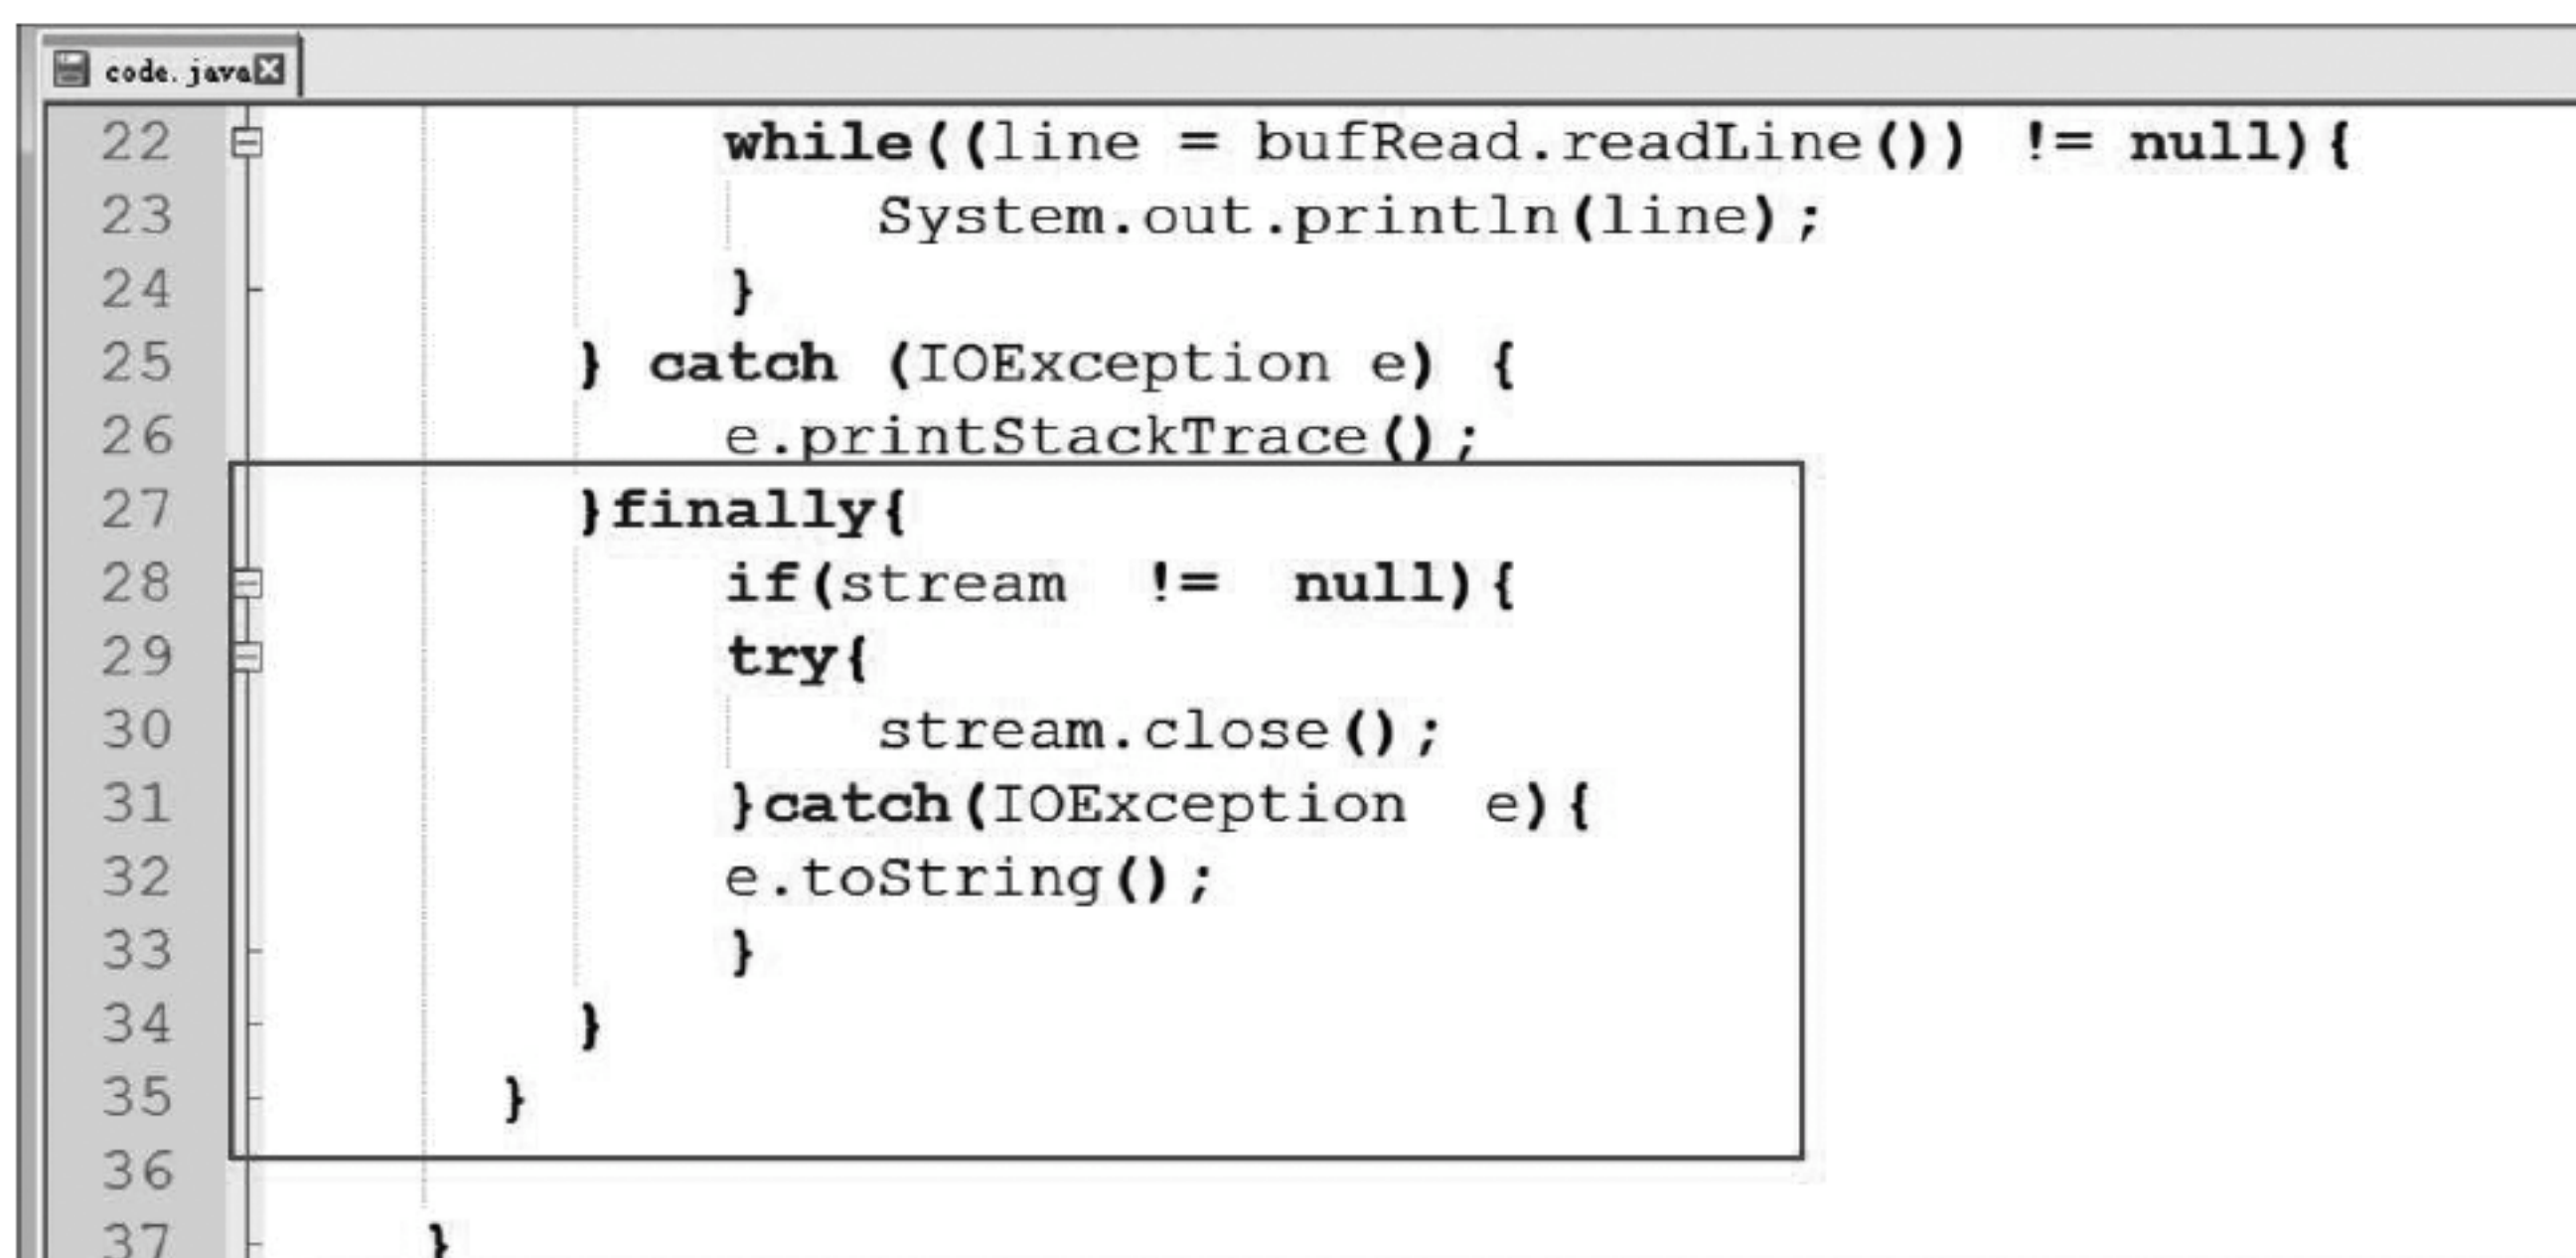 code.java
22 while((line = bufRead.readLine()) != null){
23 System.out.println(line);
24 }
25 } catch (IOException e) {
26 e.printStackTrace();
27 }finally{
28 if(stream != null){
29 try{
30 stream.close();
31 }catch(IOException e){
32 e.toString();
33 }
34 }
35 }
36
37 }